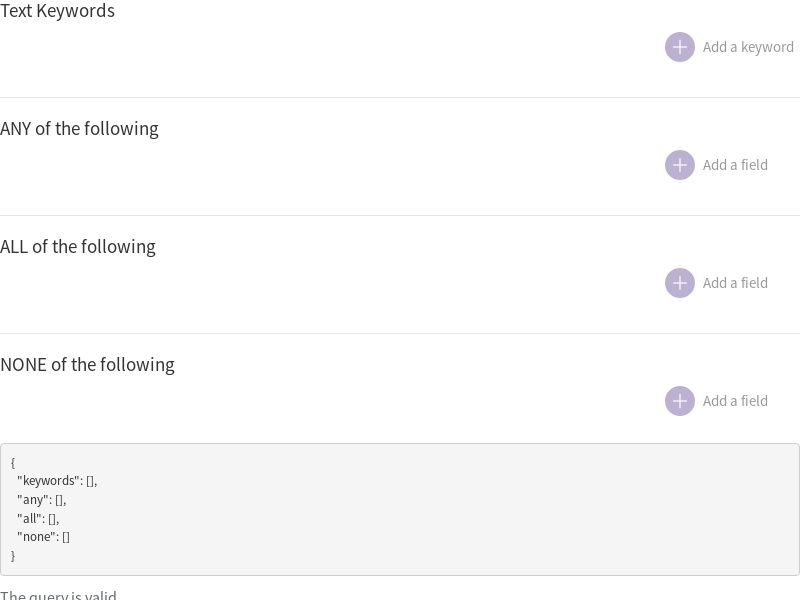 Text Keywords
Add a keyword
ANY of the following
Add a field
ALL of the following
Add a field
NONE of the following
Add a field
{
  "keywords": [],
  "any": [],
  "all": [],
  "none": []
}
The query is valid